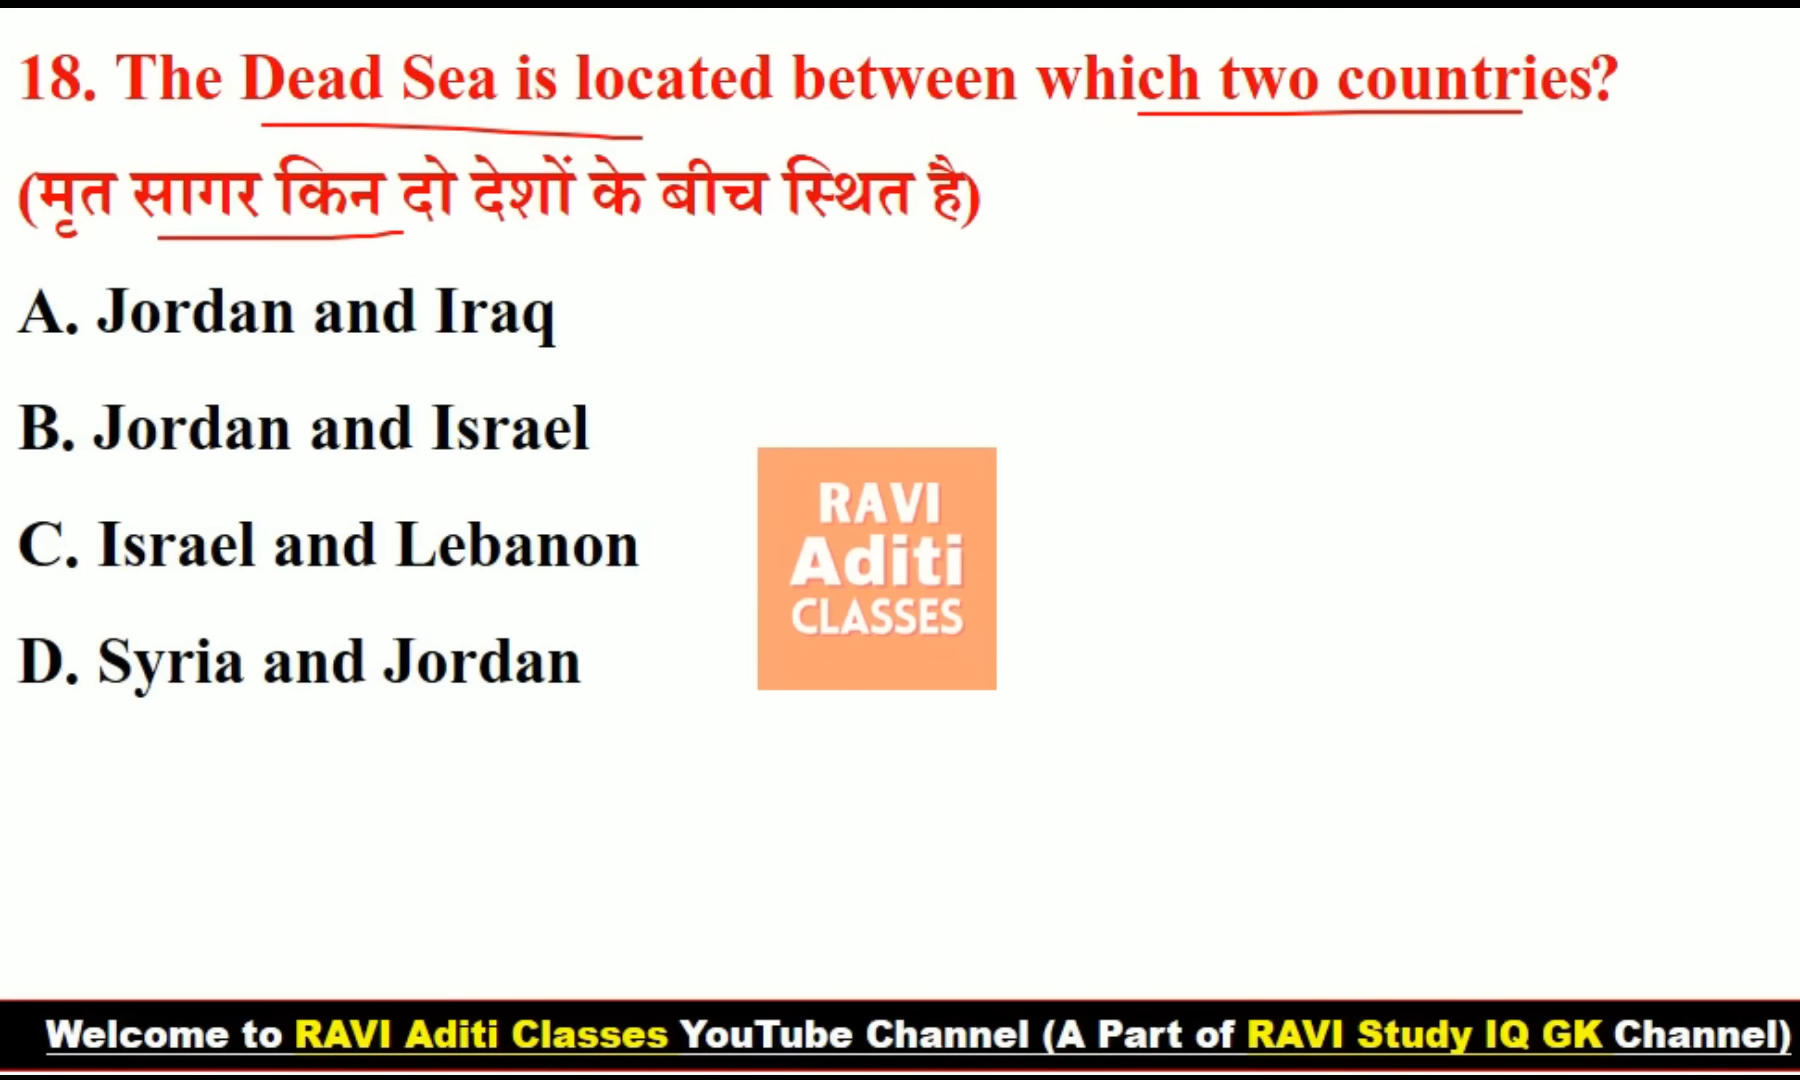 18. The Dead Sea is located between which two countries?
(मृत सागर किन दो देशों के बीच स्थित है)
A. Jordan and Iraq
B. Jordan and Israel
C. Israel and Lebanon
D. Syria and Jordan
RAVI
Aditi
CLASSES
Welcome to RAVI Aditi Classes YouTube Channel (A Part of RAVI Study IQ GK Channel)